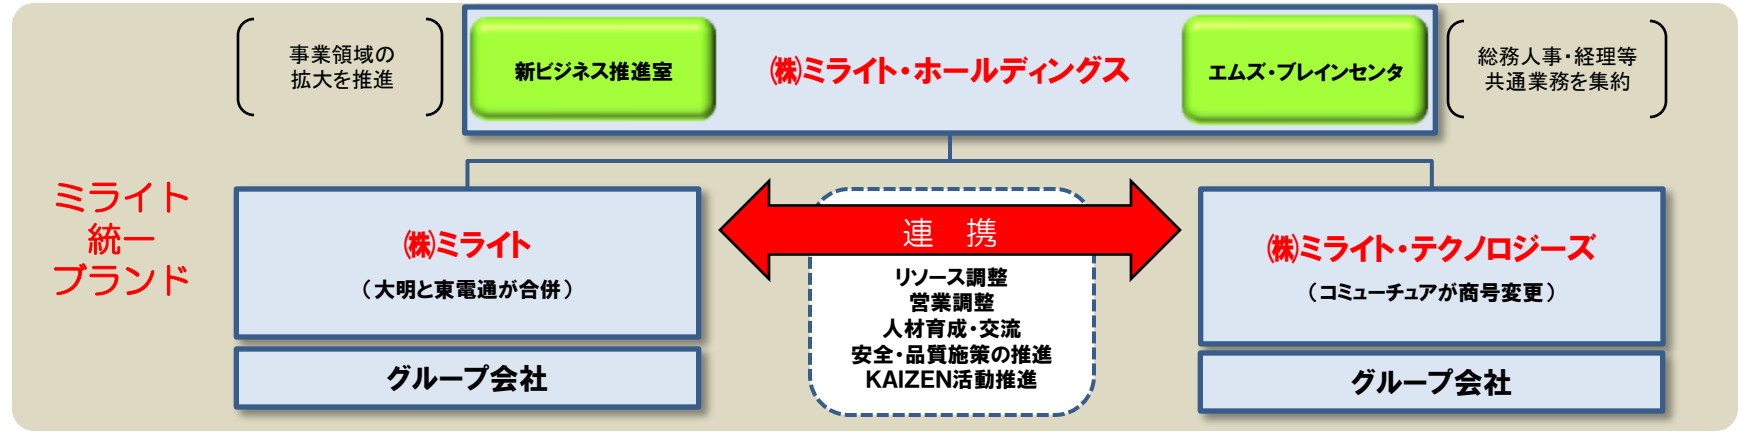 事業領域の
拡大を推進
新ビジネス推進室
㈱ミライト・ホールディングス
エムズ・ブレインセンタ
総務人事・経理等
共通業務を集約
ミライト
統一
ブランド
㈱ミライト
（大明と東電通が合併）
グループ会社
連 携
リソース調整
営業調整
人材育成・交流
安全・品質施策の推進
KAIZEN活動推進
㈱ミライト・テクノロジーズ
（コミューチュアが商号変更）
グループ会社